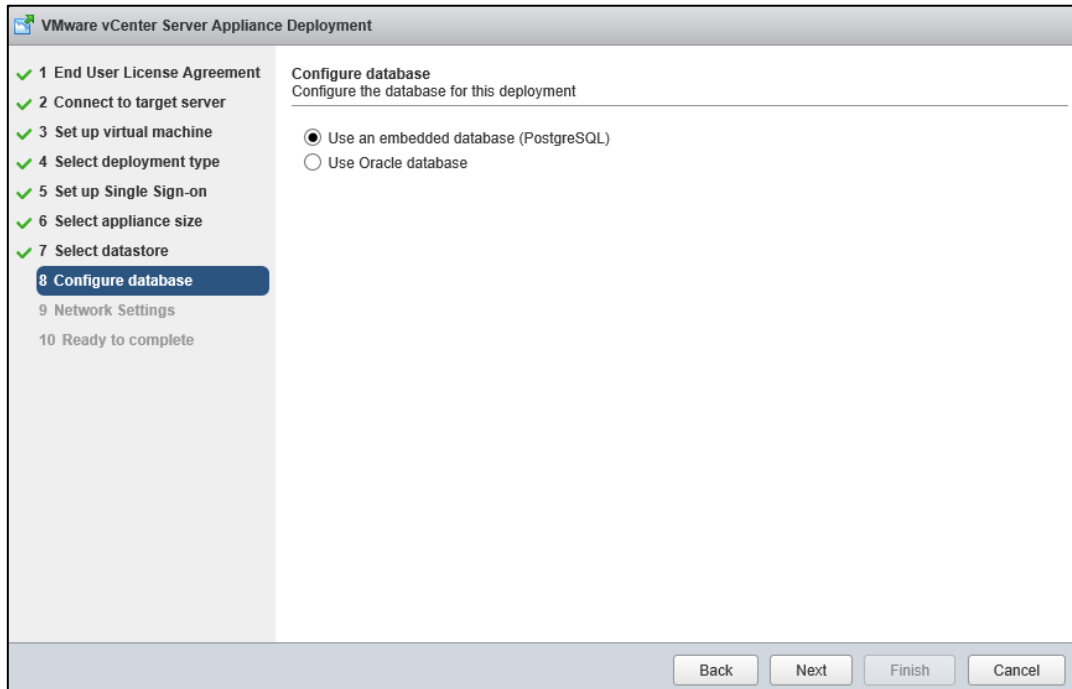 VMware vCenter Server Appliance Deployment
1 End User License Agreement
2 Connect to target server
3 Set up virtual machine
4 Select deployment type
5 Set up Single Sign-on
6 Select appliance size
7 Select datastore
8 Configure database
9 Network Settings
10 Ready to complete
Configure database
Configure the database for this deployment
Use an embedded database (PostgreSQL)
Use Oracle database
Back
Next
Finish
Cancel